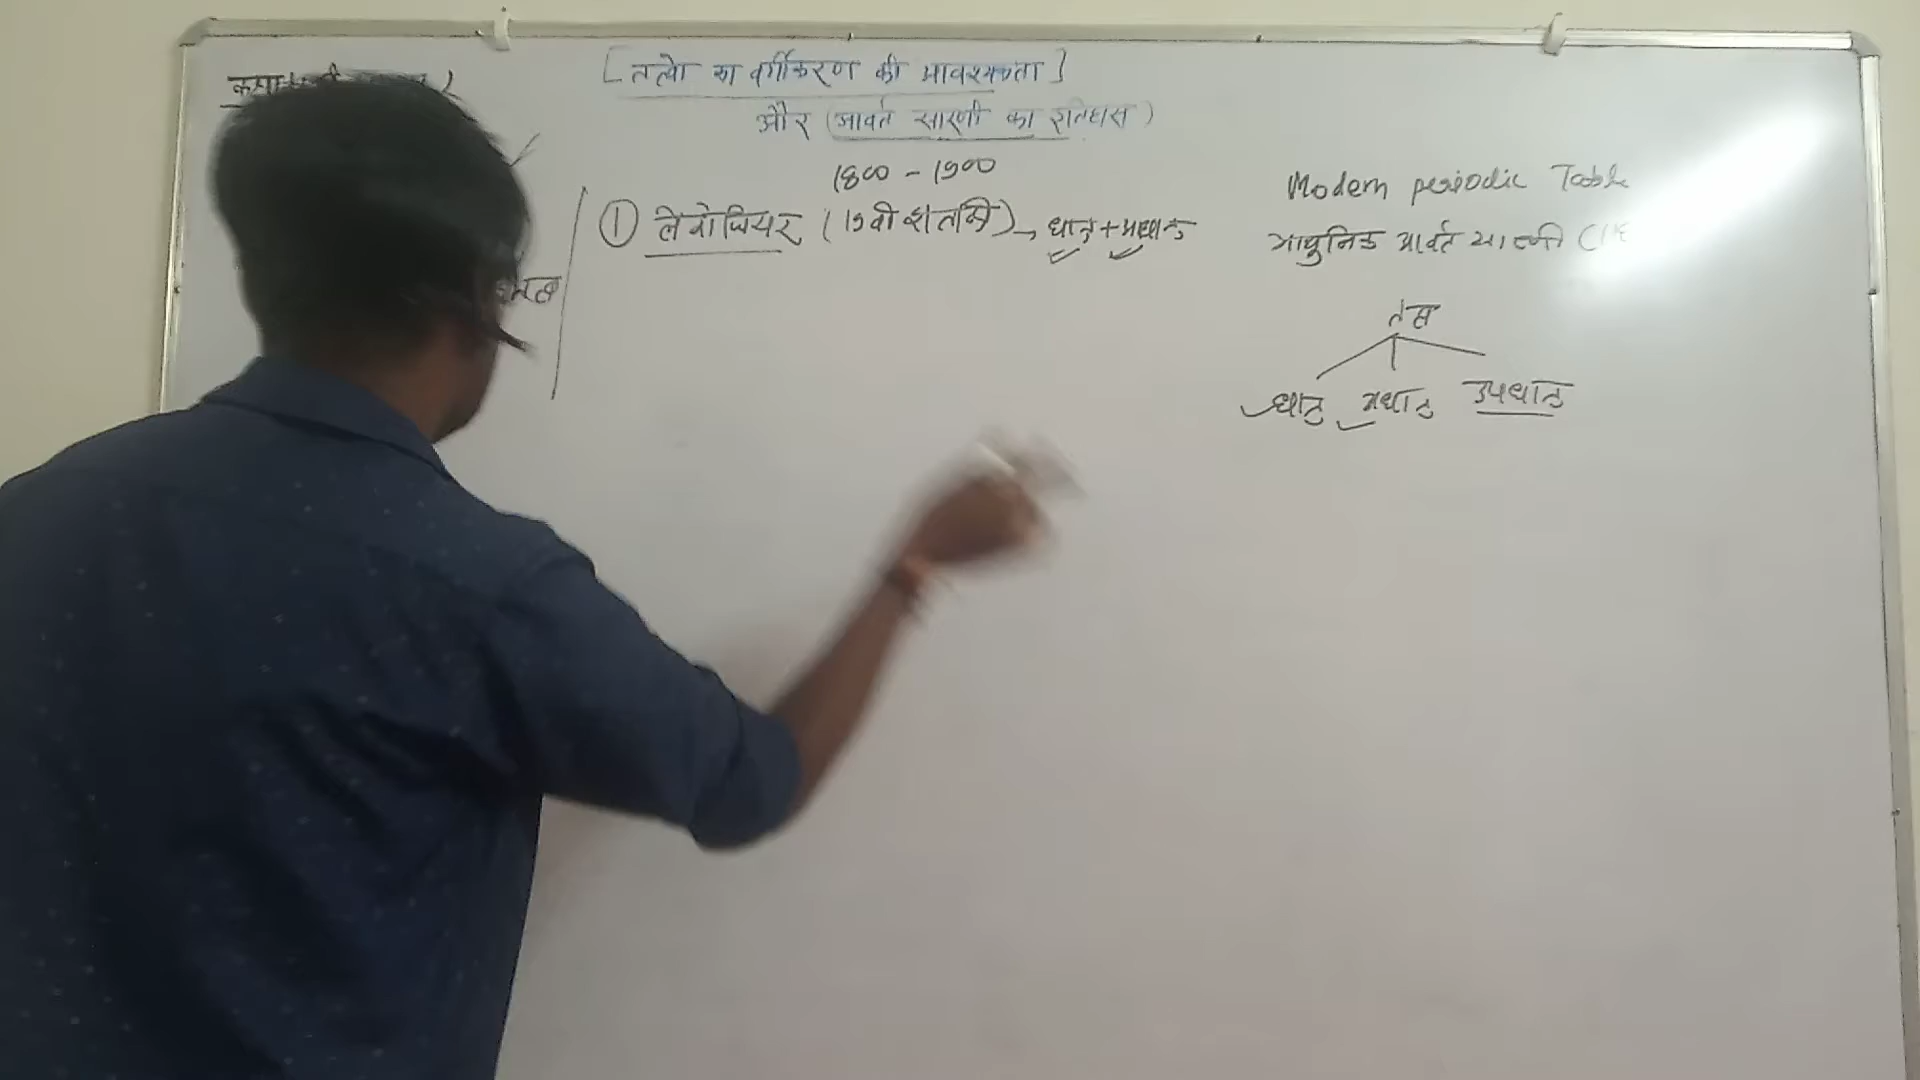 [ तत्वो का वर्गीकरण की आवश्यकता ]
और (आवर्त सारणी का इतिहास )
1800 - 1900
① लेवोजियर (19वी शताब्दी) → धातु + अधातु
Modern periodic Table
आधुनिक आवर्त सारणी
तत्व
धातु अधातु उपधातु